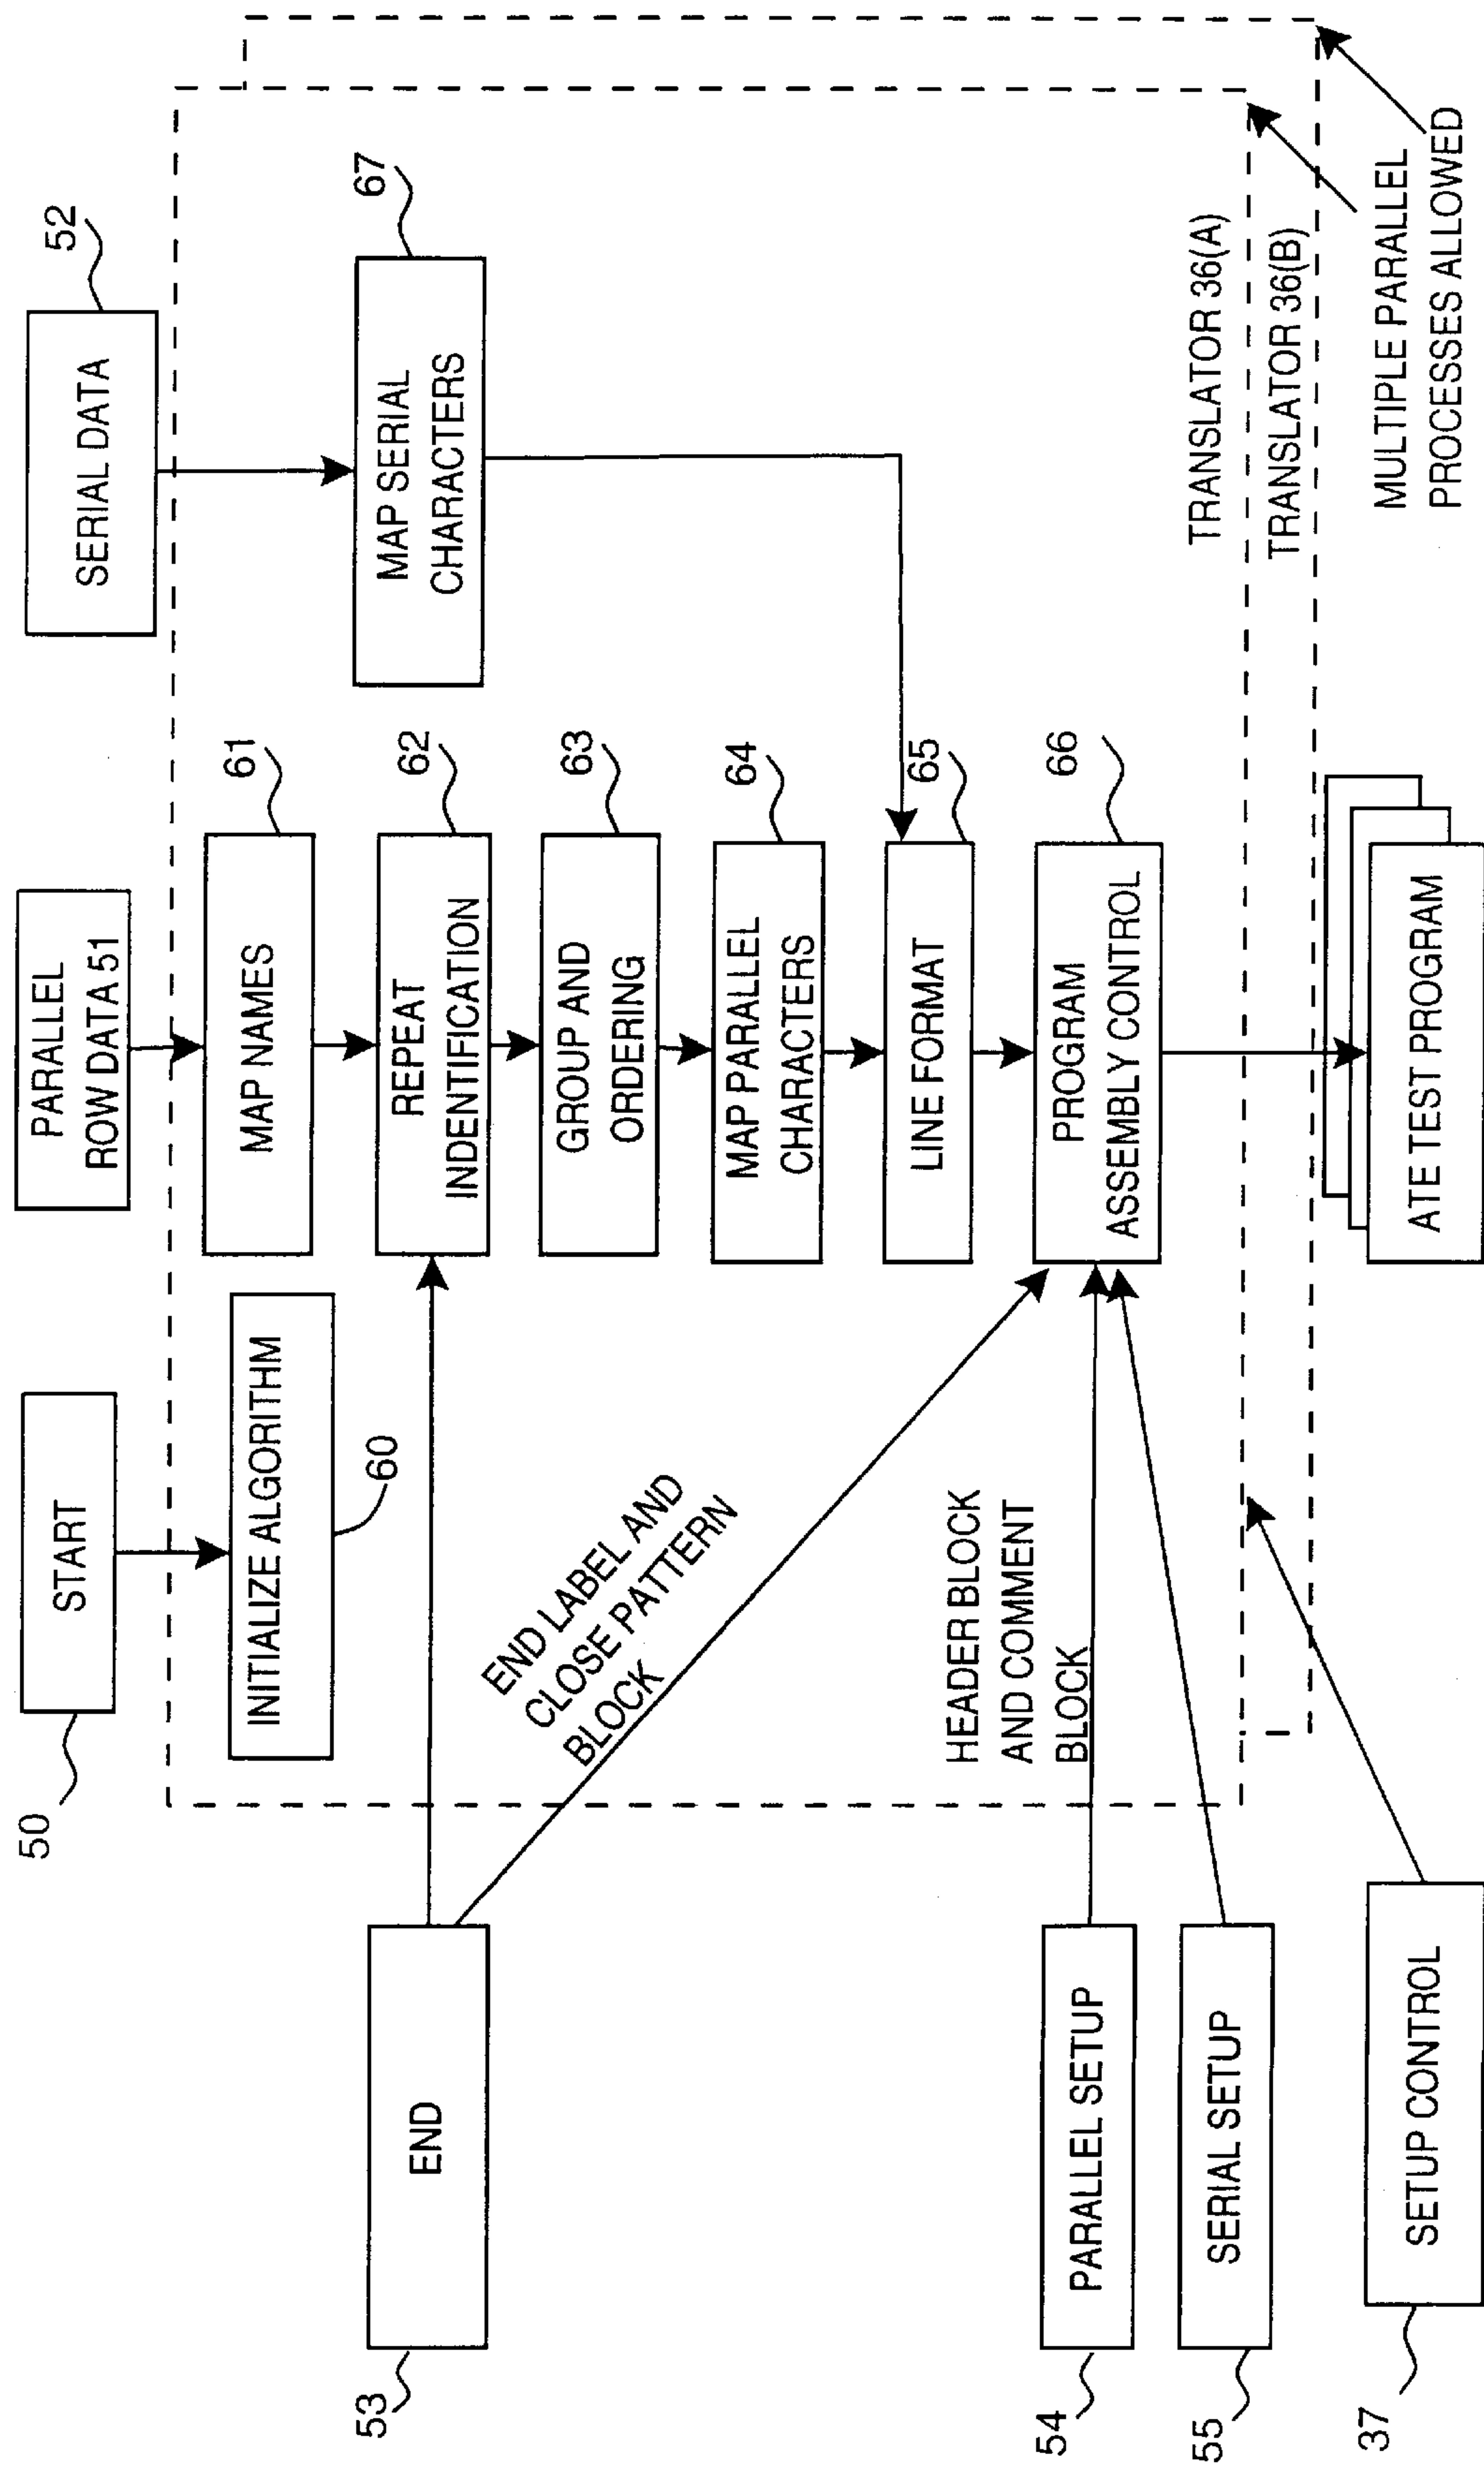 50
START
PARALLEL
ROW DATA 51
SERIAL DATA
52
INITIALIZE ALGORITHM
60
MAP NAMES
61
53
END
REPEAT
INDENTIFICATION
62
MAP SERIAL
CHARACTERS
67
GROUP AND
ORDERING
63
END LABEL AND
CLOSE PATTERN
BLOCK
MAP PARALLEL
CHARACTERS
64
LINE FORMAT
65
HEADER BLOCK
AND COMMENT
BLOCK
54
PARALLEL SETUP
PROGRAM
ASSEMBLY CONTROL
66
55
SERIAL SETUP
TRANSLATOR 36(A)
TRANSLATOR 36(B)
37
SETUP CONTROL
ATE TEST PROGRAM
MULTIPLE PARALLEL
PROCESSES ALLOWED